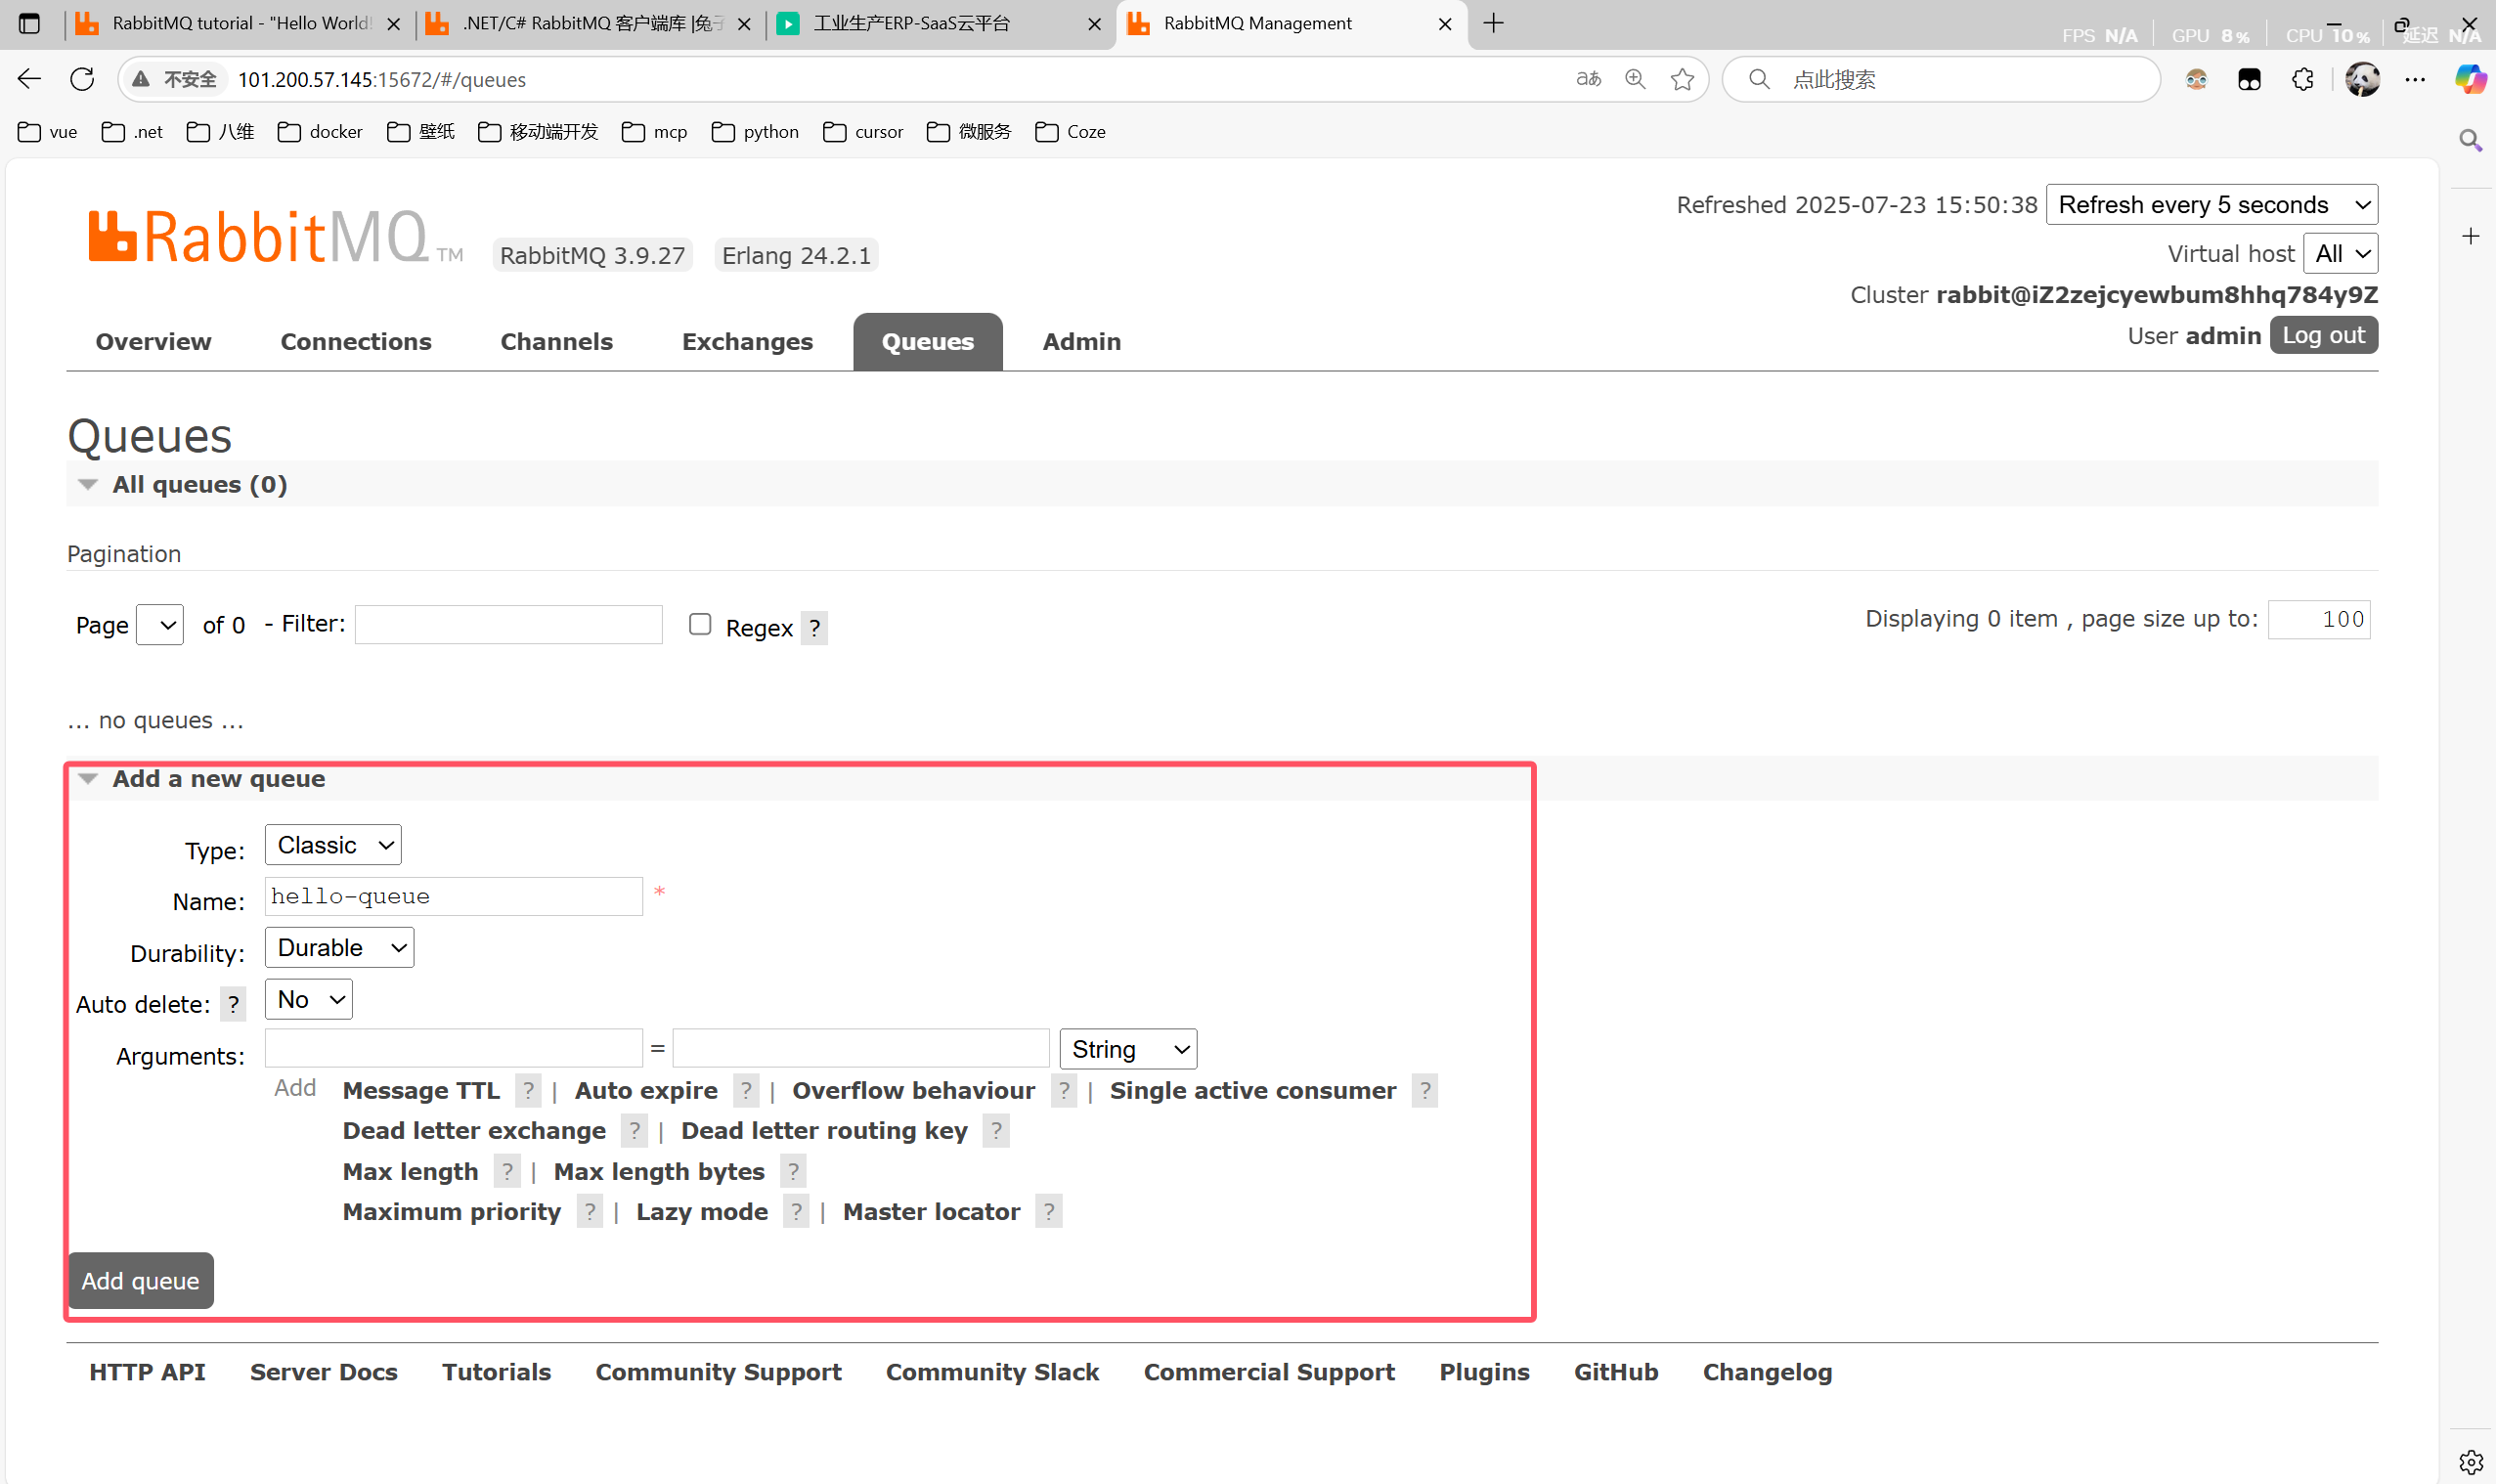 RabbitMQ tutorial - "Hello World!
.NET/C# RabbitMQ 客户端库 |兔子
工业生产ERP-SaaS云平台
RabbitMQ Management
FPS N/A GPU 8% CPU 10% 延迟 N/A
不安全 101.200.57.145:15672/#/queues
点此搜索
vue .net 八维 docker 壁纸 移动端开发 mcp python cursor 微服务 Coze
Refreshed 2025-07-23 15:50:38 Refresh every 5 seconds
RabbitMQ TM RabbitMQ 3.9.27 Erlang 24.2.1
Virtual host All
Cluster rabbit@iZ2zejcyewbum8hhq784y9Z
User admin Log out
Overview Connections Channels Exchanges Queues Admin
Queues
All queues (0)
Pagination
Page of 0 - Filter: Regex ? Displaying 0 item , page size up to: 100
... no queues ...
Add a new queue
Type: Classic
Name: hello-queue *
Durability: Durable
Auto delete: ? No
Arguments: = String
Add Message TTL ? | Auto expire ? | Overflow behaviour ? | Single active consumer ?
Dead letter exchange ? | Dead letter routing key ?
Max length ? | Max length bytes ?
Maximum priority ? | Lazy mode ? | Master locator ?
Add queue
HTTP API Server Docs Tutorials Community Support Community Slack Commercial Support Plugins GitHub Changelog